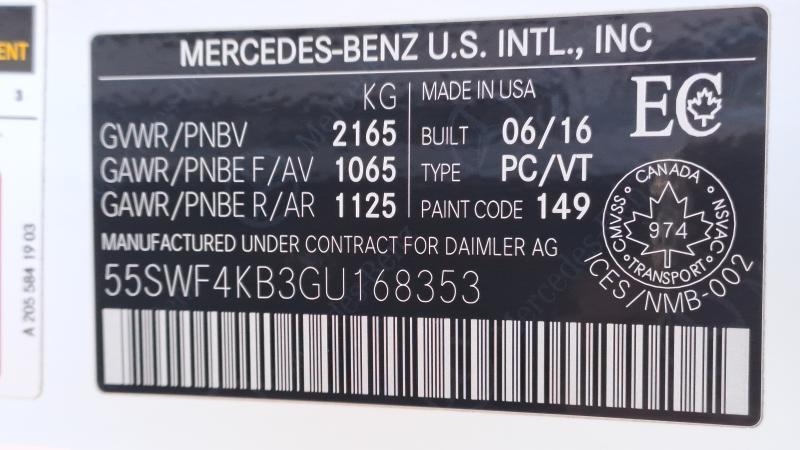 ENT
3
A 205 584 19 03
MERCEDES-BENZ U.S. INTL., INC
KG
GVWR/PNBV 2165
GAWR/PNBE F/AV 1065
GAWR/PNBE R/AR 1125
MADE IN USA
BUILT 06/16
TYPE PC/VT
PAINT CODE 149
EC
CANADA
CMVSS · NSVAC
974
TRANSPORT
ICES/NMB-002
MANUFACTURED UNDER CONTRACT FOR DAIMLER AG
55SWF4KB3GU168353